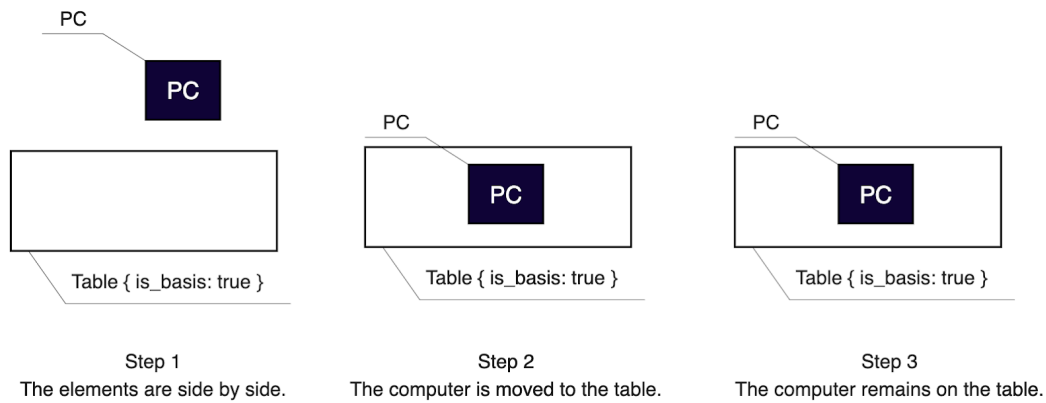 PC
PC
Table { is_basis: true }
Step 1
The elements are side by side.
PC
PC
Table { is_basis: true }
Step 2
The computer is moved to the table.
PC
PC
Table { is_basis: true }
Step 3
The computer remains on the table.